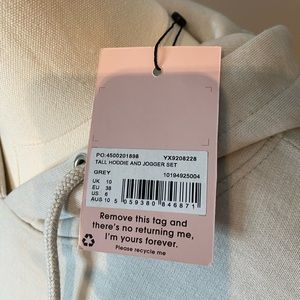 PO:4500201898 YX9208228
TALL HODDIE AND JOGGER SET
GREY
10194925004
UK 10
EU 38
US 6
AUS 10
5 059380 846871
Remove this tag and
there's no returning me,
I'm yours forever.
Please recycle me